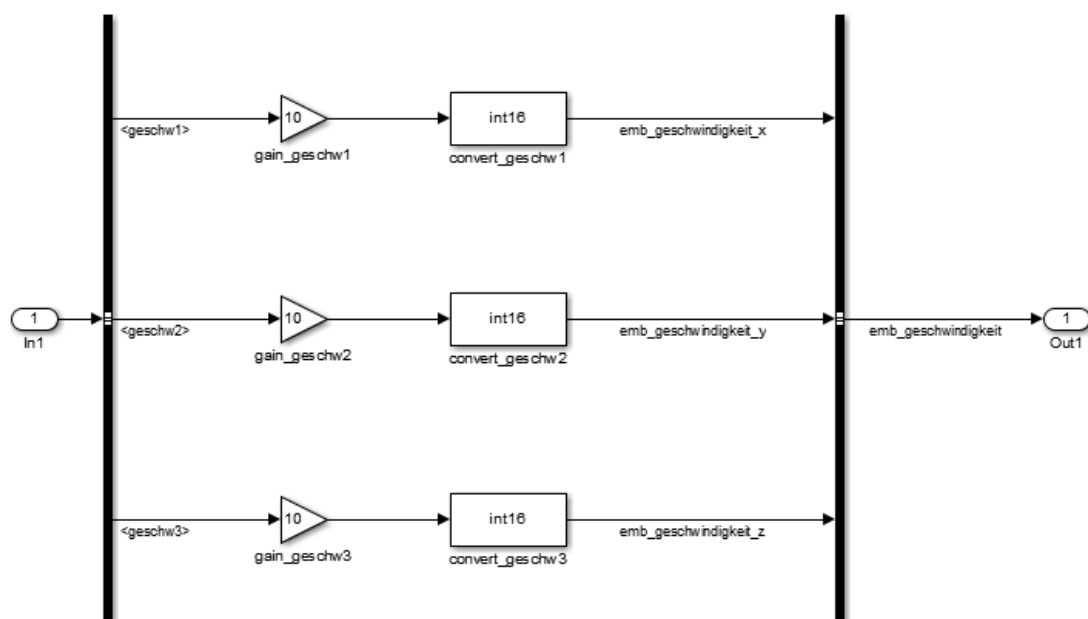 10
int16
<geschw1>
emb_geschwindigkeit_x
gain_geschw1
convert_geschw1
1
In1
10
int16
<geschw2>
emb_geschwindigkeit_y
gain_geschw2
convert_geschw2
emb_geschwindigkeit
1
Out1
10
int16
<geschw3>
emb_geschwindigkeit_z
gain_geschw3
convert_geschw3